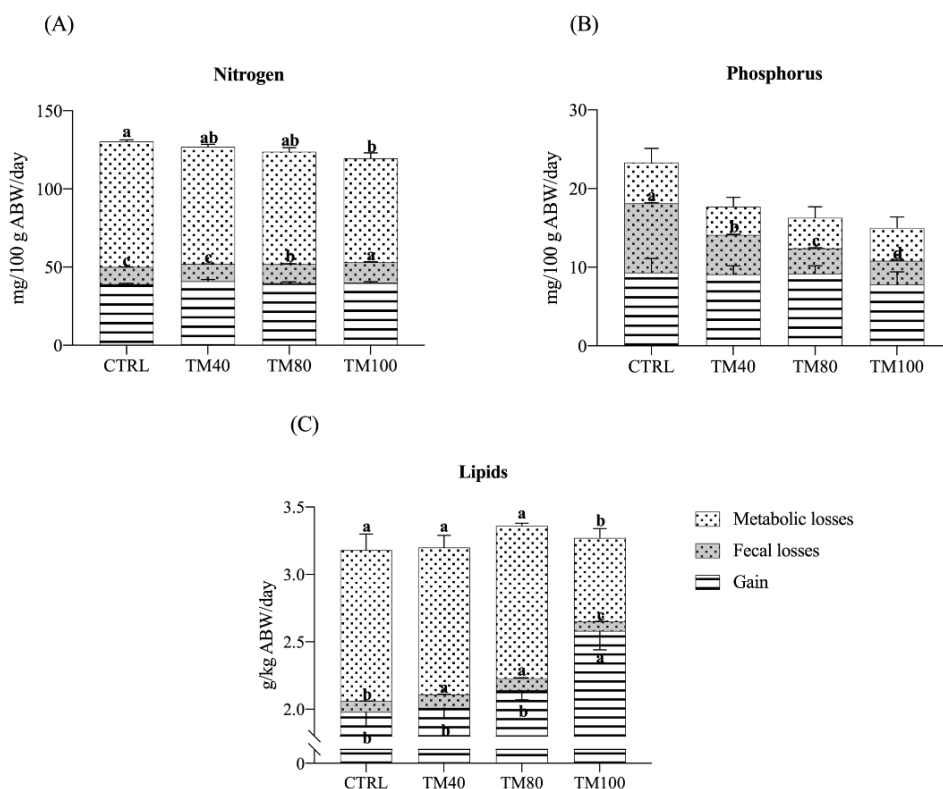 (A)
Nitrogen
mg/100 g ABW/day
150
100
50
0
a
ab
ab
b
c
c
b
a
CTRL
TM40
TM80
TM100
(B)
Phosphorus
mg/100 g ABW/day
30
20
10
0
a
b
c
d
CTRL
TM40
TM80
TM100
(C)
Lipids
g/kg ABW/day
3.5
3.0
2.5
2.0
0
a
a
a
b
b
a
a
c
b
b
b
a
CTRL
TM40
TM80
TM100
Metabolic losses
Fecal losses
Gain